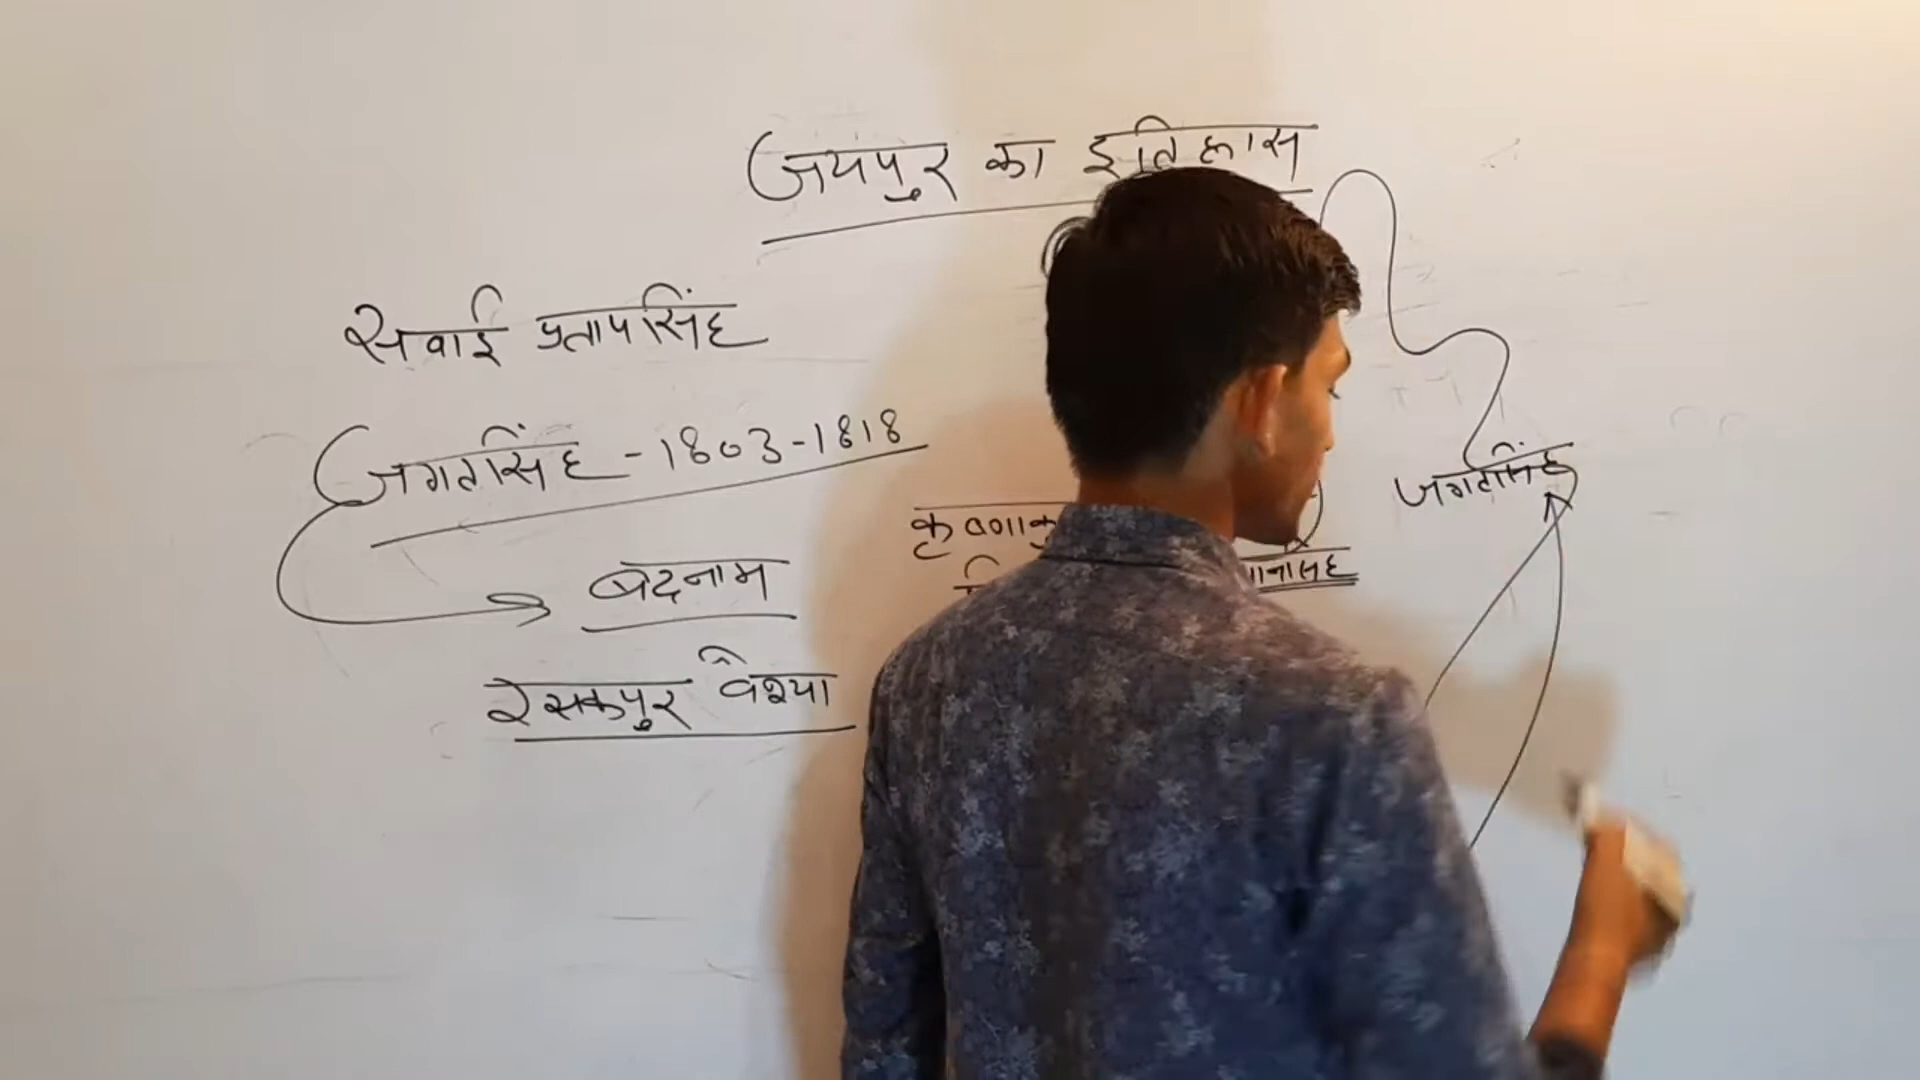 जयपुर का इतिहास
सवाई प्रतापसिंह
जगतसिंह - 1803-1818
जगतसिंह
बदनाम
रसकपुर वेश्या